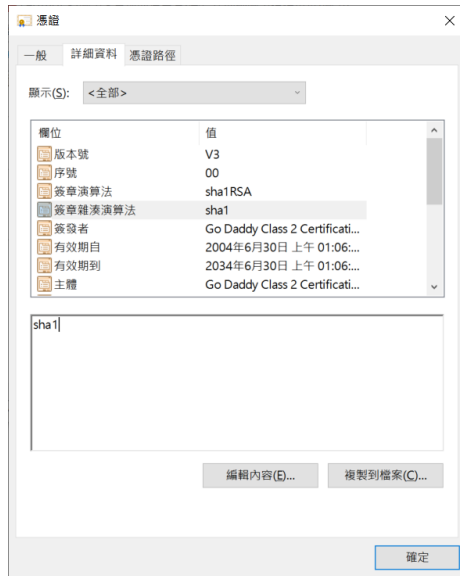 憑證
一般 詳細資料 憑證路徑
顯示(S): <全部>
欄位 值
版本號 V3
序號 00
簽章演算法 sha1RSA
簽章雜湊演算法 sha1
簽發者 Go Daddy Class 2 Certificati...
有效期自 2004年6月30日 上午 01:06:...
有效期到 2034年6月30日 上午 01:06:...
主體 Go Daddy Class 2 Certificati...
sha1
編輯內容(E)... 複製到檔案(C)...
確定